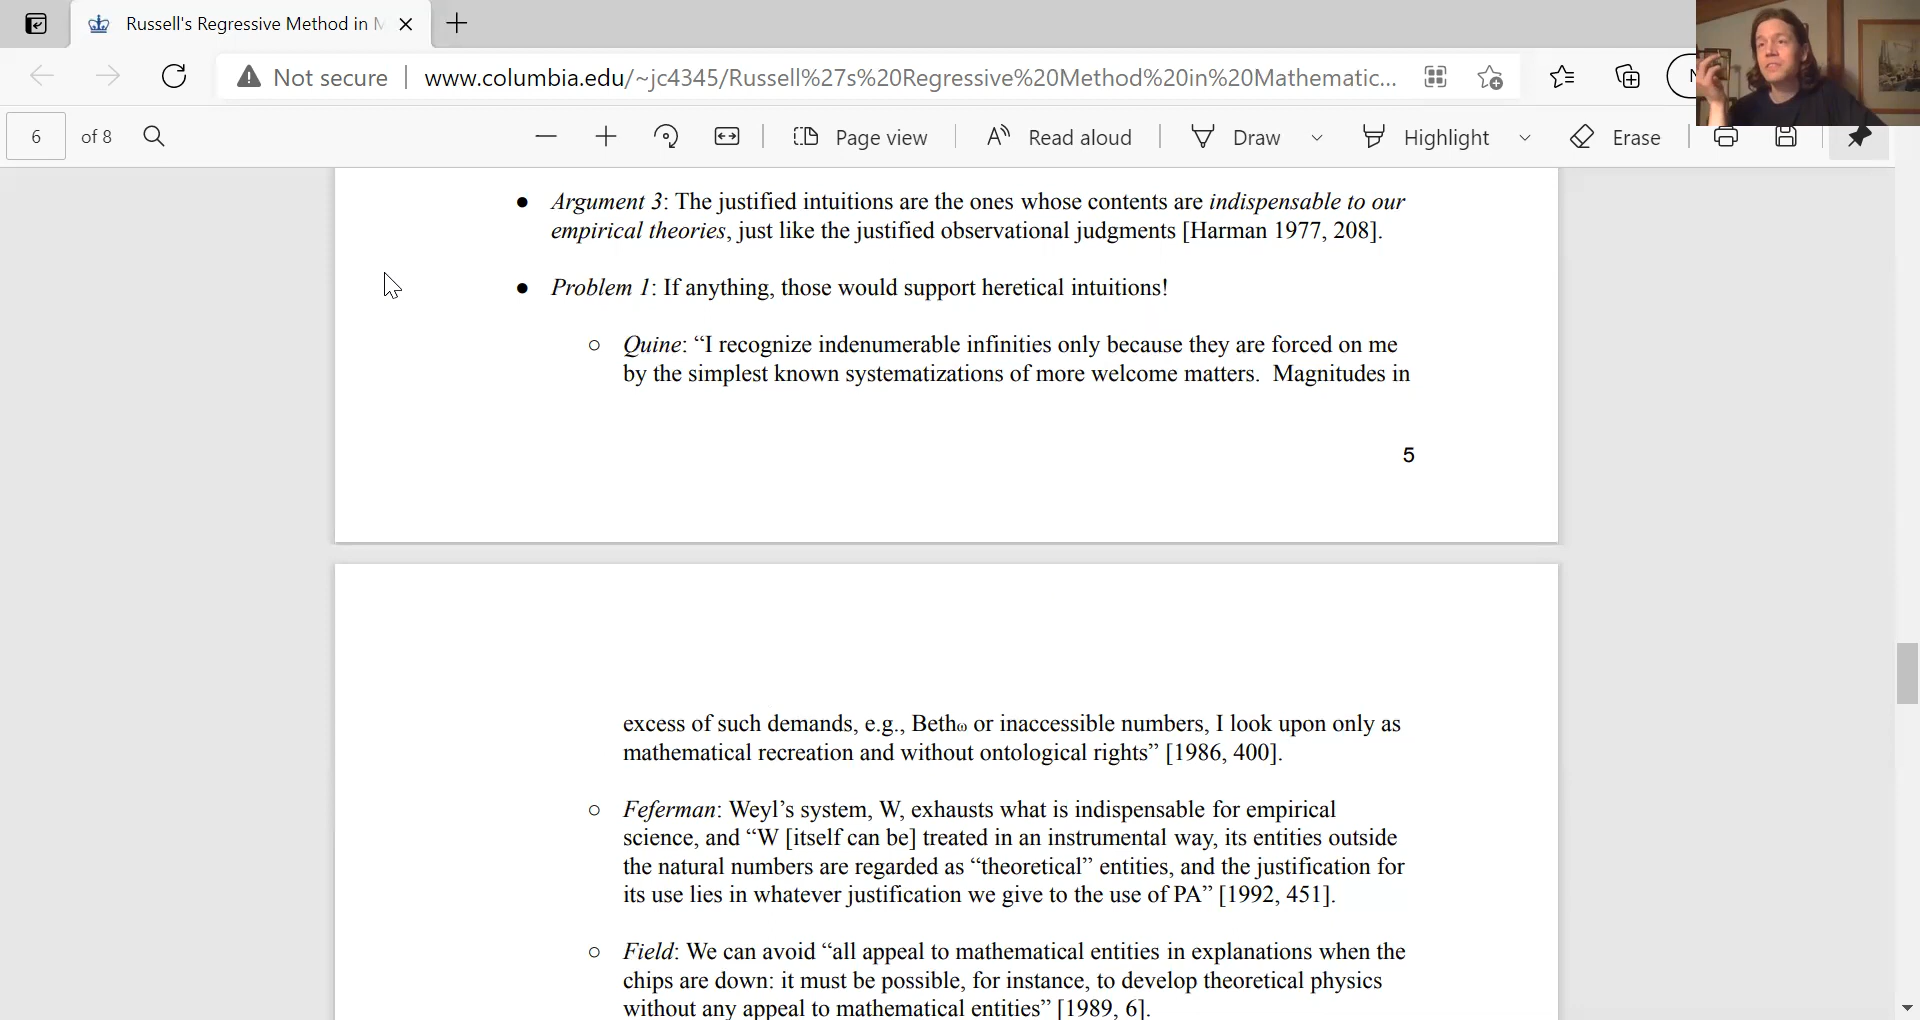 Russell's Regressive Method in
Not secure
www.columbia.edu/~jc4345/Russell%27s%20Regressive%20Method%20in%20Mathematic...
6 of 8
Page view
Read aloud
Draw
Highlight
Erase
● Argument 3: The justified intuitions are the ones whose contents are indispensable to our
empirical theories, just like the justified observational judgments [Harman 1977, 208].
● Problem 1: If anything, those would support heretical intuitions!
○ Quine: “I recognize indenumerable infinities only because they are forced on me
by the simplest known systematizations of more welcome matters. Magnitudes in
5
excess of such demands, e.g., Bethω or inaccessible numbers, I look upon only as
mathematical recreation and without ontological rights” [1986, 400].
○ Feferman: Weyl’s system, W, exhausts what is indispensable for empirical
science, and “W [itself can be] treated in an instrumental way, its entities outside
the natural numbers are regarded as “theoretical” entities, and the justification for
its use lies in whatever justification we give to the use of PA” [1992, 451].
○ Field: We can avoid “all appeal to mathematical entities in explanations when the
chips are down: it must be possible, for instance, to develop theoretical physics
without any appeal to mathematical entities” [1989, 6].